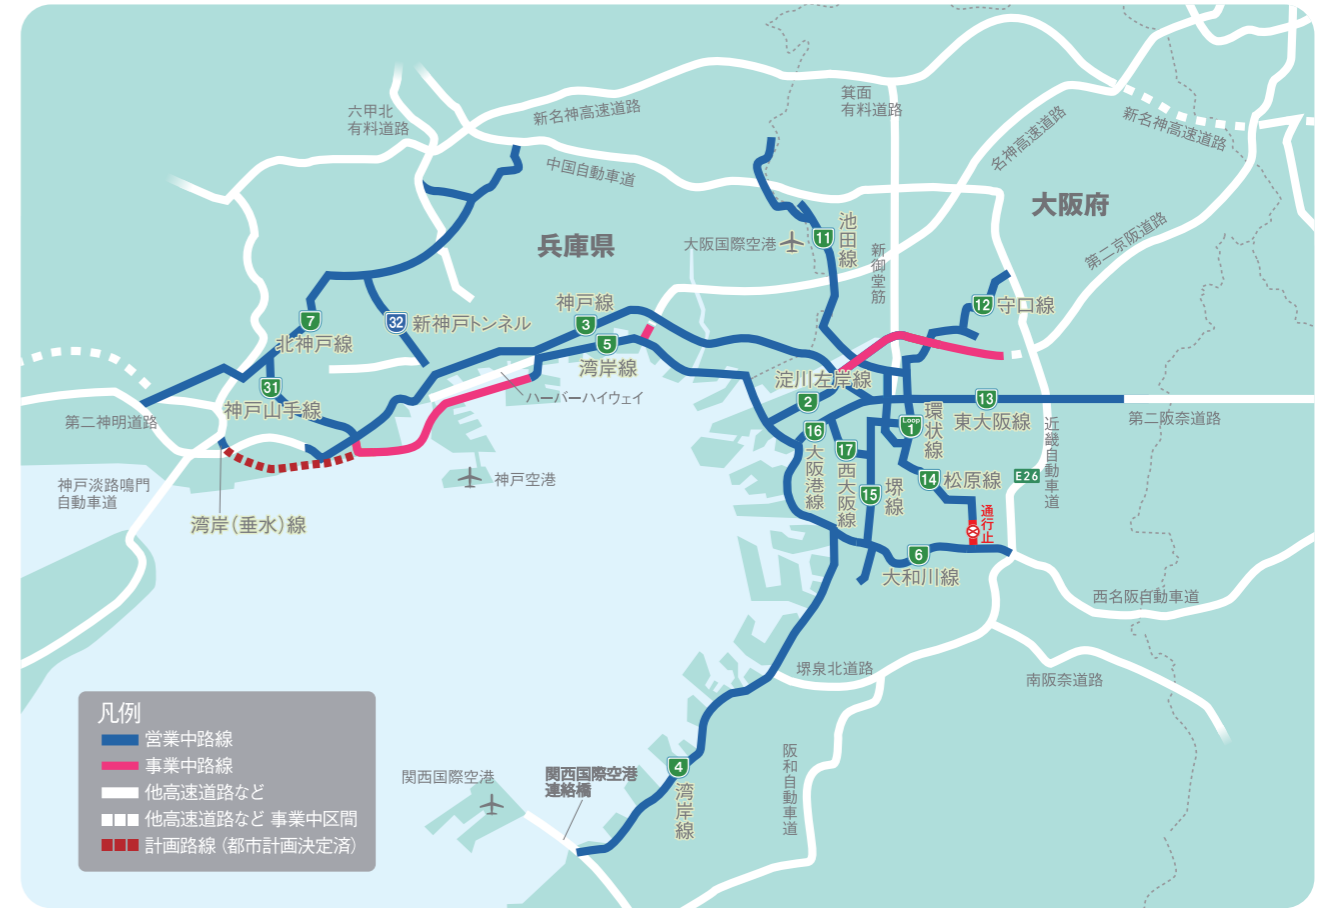 六甲北
有料道路
新名神高速道路
中国自動車道
箕面
有料道路
名神高速道路
新名神高速道路
大阪府
兵庫県
大阪国際空港
11
池田線
新御堂筋
第二京阪道路
12
守口線
7
北神戸線
32
新神戸トンネル
神戸線
3
5
湾岸線
31
神戸山手線
ハーバーハイウェイ
淀川左岸線
2
13
東大阪線
第二阪奈道路
第二神明道路
16
大阪港線
17
西大阪線
Loop
1
環状線
14
松原線
15
堺線
近畿自動車道
E26
通行止
神戸淡路鳴門
自動車道
神戸空港
湾岸(垂水)線
6
大和川線
西名阪自動車道
堺泉北道路
南阪奈道路
阪和自動車道
関西国際空港
関西国際空港
連絡橋
4
湾岸線
凡例
営業中路線
事業中路線
他高速道路など
他高速道路など 事業中区間
計画路線(都市計画決定済)